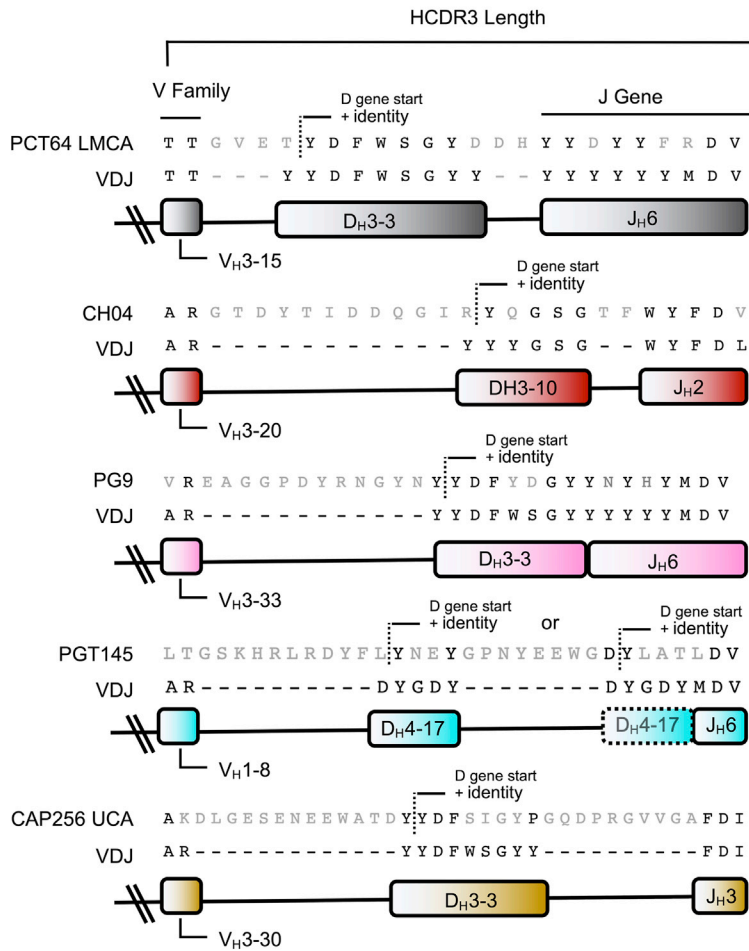 HCDR3 Length
V Family
D gene start
+ identity
J Gene
PCT64 LMCA T T G V E T Y D F W S G Y D D H Y Y D Y Y F R D V
VDJ T T - - - Y Y D F W S G Y Y - - Y Y Y Y Y Y M D V
DH3-3 JH6
VH3-15
D gene start
+ identity
CH04 A R G T D Y T I D D Q G I R Y Q G S G T F W Y F D V
VDJ A R - - - - - - - - - - - Y Y Y G S G - - W Y F D L
DH3-10 JH2
VH3-20
D gene start
+ identity
PG9 V R E A G G P D Y R N G Y N Y Y D F Y D G Y Y N Y H Y M D V
VDJ A R - - - - - - - - - - - - Y Y D F W S G Y Y Y Y Y Y M D V
DH3-3 JH6
VH3-33
D gene start
+ identity
or
D gene start
+ identity
PGT145 L T G S K H R L R D Y F L Y N E Y G P N Y E E W G D Y L A T L D V
VDJ A R - - - - - - - - - - D Y G D Y - - - - - - - - - D Y G D Y M D V
DH4-17 DH4-17 JH6
VH1-8
D gene start
+ identity
CAP256 UCA A K D L G E S E N E E W A T D Y Y D F S I G Y P G Q D P R G V V G A F D I
VDJ A R - - - - - - - - - - - - - Y Y D F W S G Y Y - - - - - - - - - - - F D I
DH3-3 JH3
VH3-30